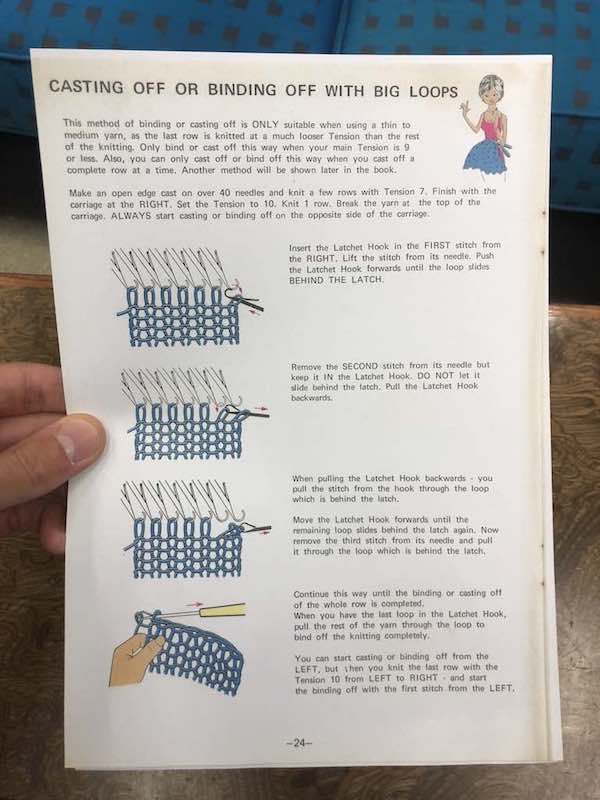 CASTING OFF OR BINDING OFF WITH BIG LOOPS
This method of binding or casting off is ONLY suitable when using a thin to
medium yarn, as the last row is knitted at a much looser Tension than the rest
of the knitting. Only bind or cast off this way when your main Tension is 9
or less. Also, you can only cast off or bind off this way when you cast off a
complete row at a time. Another method will be shown later in the book.
Make an open edge cast on over 40 needles and knit a few rows with Tension 7. Finish with the
carriage at the RIGHT. Set the Tension to 10. Knit 1 row. Break the yarn at the top of the
carriage. ALWAYS start casting or binding off on the opposite side of the carriage.
Insert the Latchet Hook in the FIRST stitch from
the RIGHT. Lift the stitch from its needle. Push
the Latchet Hook forwards until the loop slides
BEHIND THE LATCH.
Remove the SECOND stitch from its needle but
keep it IN the Latchet Hook. DO NOT let it
slide behind the latch. Pull the Latchet Hook
backwards.
When pulling the Latchet Hook backwards - you
pull the stitch from the hook through the loop
which is behind the latch.
Move the Latchet Hook forwards until the
remaining loop slides behind the latch again. Now
remove the third stitch from its needle and pull
it through the loop which is behind the latch.
Continue this way until the binding or casting off
of the whole row is completed.
When you have the last loop in the Latchet Hook,
pull the rest of the yarn through the loop to
bind off the knitting completely.
You can start casting or binding off from the
LEFT, but then you knit the last row with the
Tension 10 from LEFT to RIGHT - and start
the binding off with the first stitch from the LEFT.
-24-